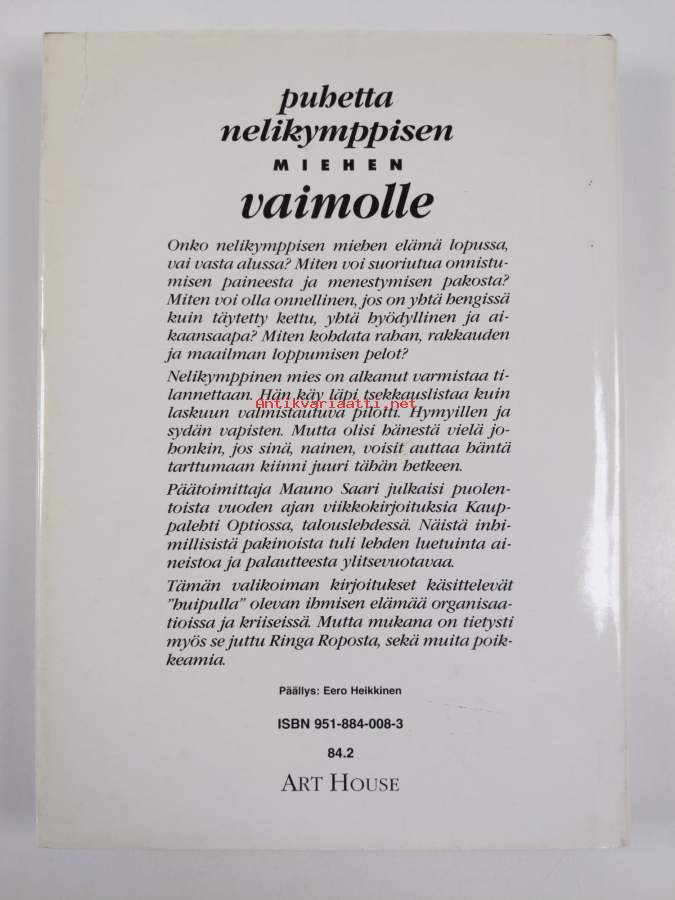 puhetta
nelikymppisen
MIEHEN
vaimolle
Onko nelikymppisen miehen elämä lopussa,
vai vasta alussa? Miten voi suoriutua onnistu-
misen paineesta ja menestymisen pakosta?
Miten voi olla onnellinen, jos on yhtä hengissä
kuin täytetty kettu, yhtä hyödyllinen ja ai-
kaansaapa? Miten kohdata rahan, rakkauden
ja maailman loppumisen pelot?
Nelikymppinen mies on alkanut varmistaa ti-
lannettaan. Hän käy läpi tsekkauslistaa kuin
Antikvariaatti.net
laskuun valmistautuva pilotti. Hymyillen ja
sydän vapisten. Mutta olisi hänestä vielä jo-
honkin, jos sinä, nainen, voisit auttaa häntä
tarttumaan kiinni juuri tähän hetkeen.
Päätoimittaja Mauno Saari julkaisi puolen-
toista vuoden ajan viikkokirjoituksia Kaup-
palehti Optiossa, talouslehdessä. Näistä inhi-
millisistä pakinoista tuli lehden luetuinta ai-
neistoa ja palautteesta ylitsevuotavaa.
Tämän valikoiman kirjoitukset käsittelevät
"huipulla" olevan ihmisen elämää organisaa-
tioissa ja kriiseissä. Mutta mukana on tietysti
myös se juttu Ringa Roposta, sekä muita poik-
keamia.
Päällys: Eero Heikkinen
ISBN 951-884-008-3
84.2
ART HOUSE